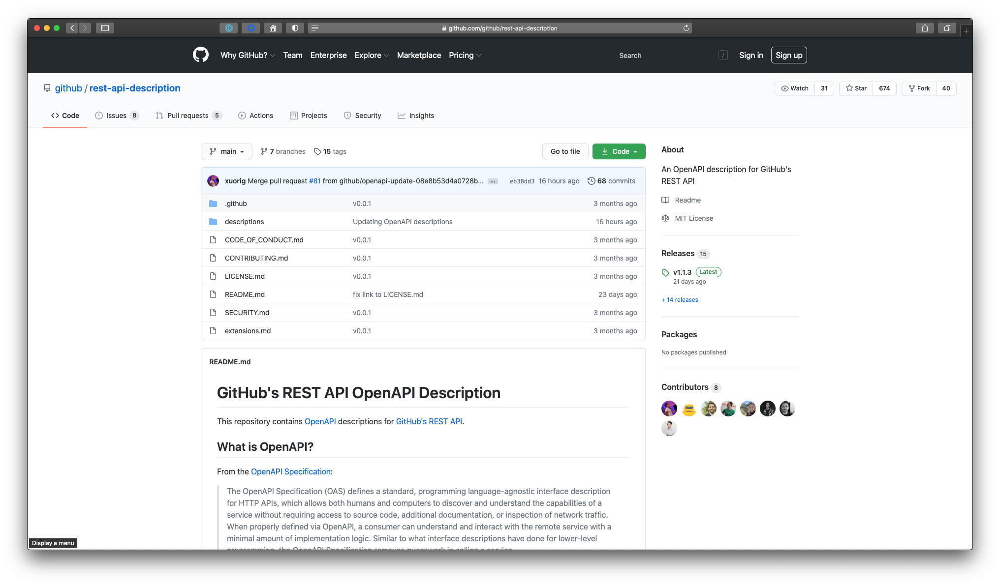 github.com/github/rest-api-description
Why GitHub? Team Enterprise Explore Marketplace Pricing Search / Sign in Sign up
github / rest-api-description Watch 31 Star 674 Fork 40
Code Issues 8 Pull requests 5 Actions Projects Security Insights
main 7 branches 15 tags Go to file Code
xuorig Merge pull request #81 from github/openapi-update-08e8b53d4a0728b... ... eb38dd3 16 hours ago 68 commits
.github v0.0.1 3 months ago
descriptions Updating OpenAPI descriptions 16 hours ago
CODE_OF_CONDUCT.md v0.0.1 3 months ago
CONTRIBUTING.md v0.0.1 3 months ago
LICENSE.md v0.0.1 3 months ago
README.md fix link to LICENSE.md 23 days ago
SECURITY.md v0.0.1 3 months ago
extensions.md v0.0.1 3 months ago
README.md
GitHub's REST API OpenAPI Description
This repository contains OpenAPI descriptions for GitHub's REST API.
What is OpenAPI?
From the OpenAPI Specification:
The OpenAPI Specification (OAS) defines a standard, programming language-agnostic interface description
for HTTP APIs, which allows both humans and computers to discover and understand the capabilities of a
service without requiring access to source code, additional documentation, or inspection of network traffic.
When properly defined via OpenAPI, a consumer can understand and interact with the remote service with a
minimal amount of implementation logic. Similar to what interface descriptions have done for lower-level
programming, the OpenAPI Specification removes guesswork in calling a service.
About
An OpenAPI description for GitHub's
REST API
Readme
MIT License
Releases 15
v1.1.3 Latest
21 days ago
+ 14 releases
Packages
No packages published
Contributors 8
Display a menu